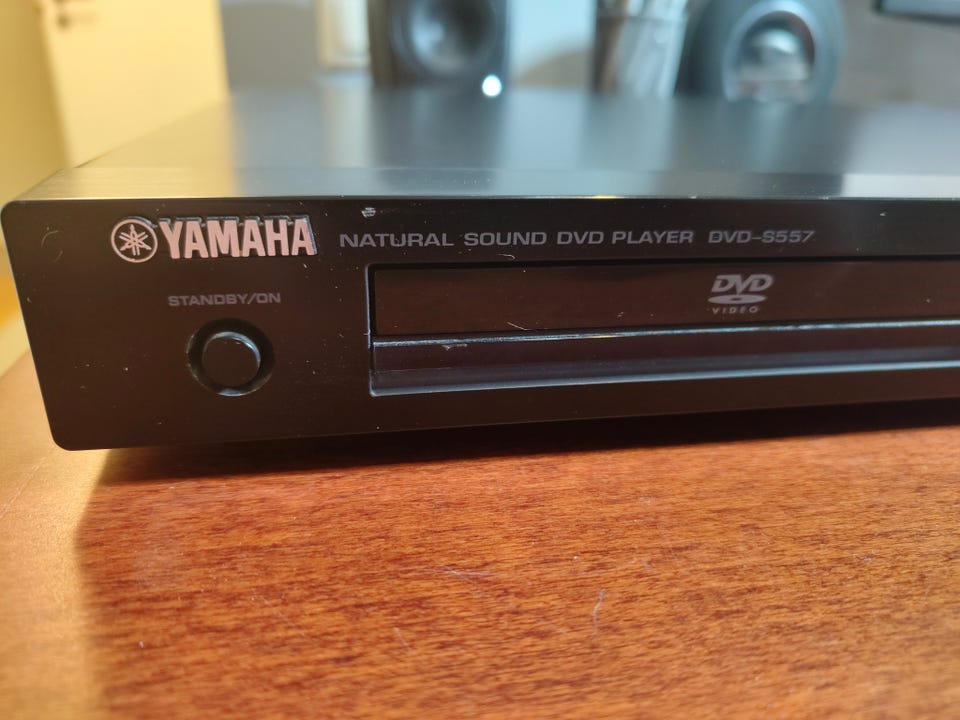 YAMAHA NATURAL SOUND DVD PLAYER DVD-S557
STANDBY/ON
DVD
VIDEO